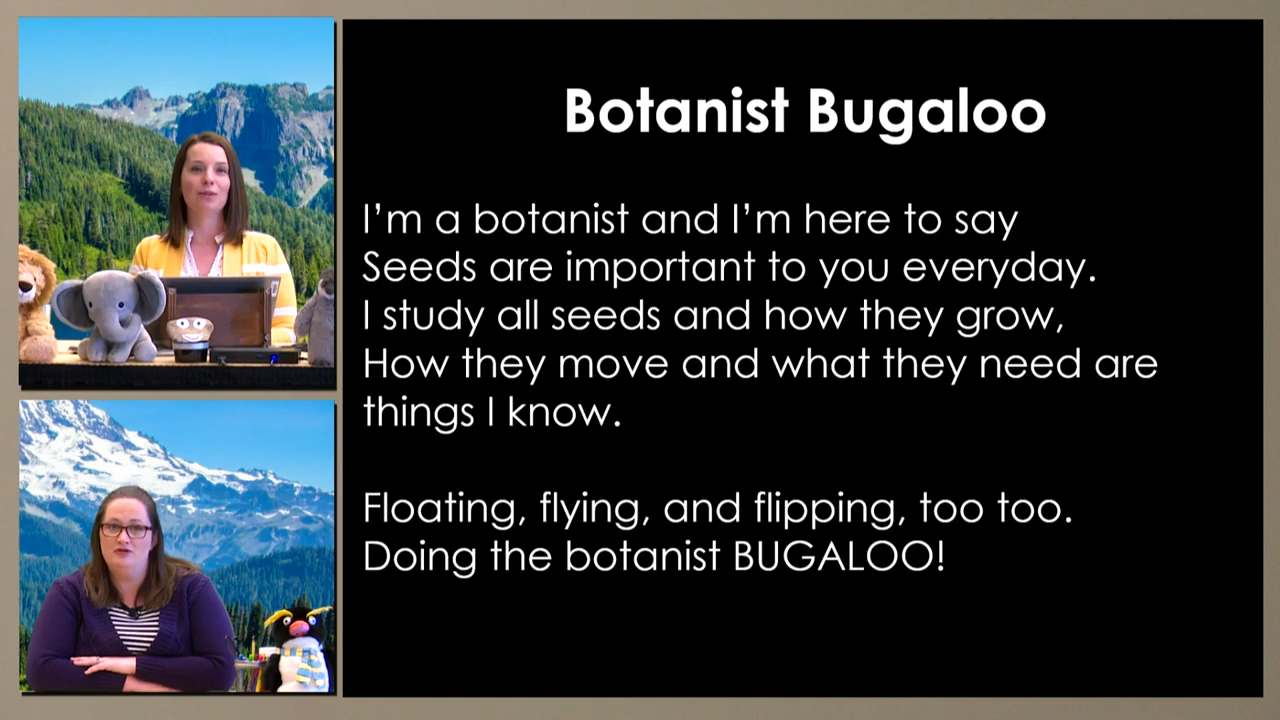 Botanist Bugaloo
I’m a botanist and I’m here to say
Seeds are important to you everyday.
I study all seeds and how they grow,
How they move and what they need are
things I know.
Floating, flying, and flipping, too too.
Doing the botanist BUGALOO!